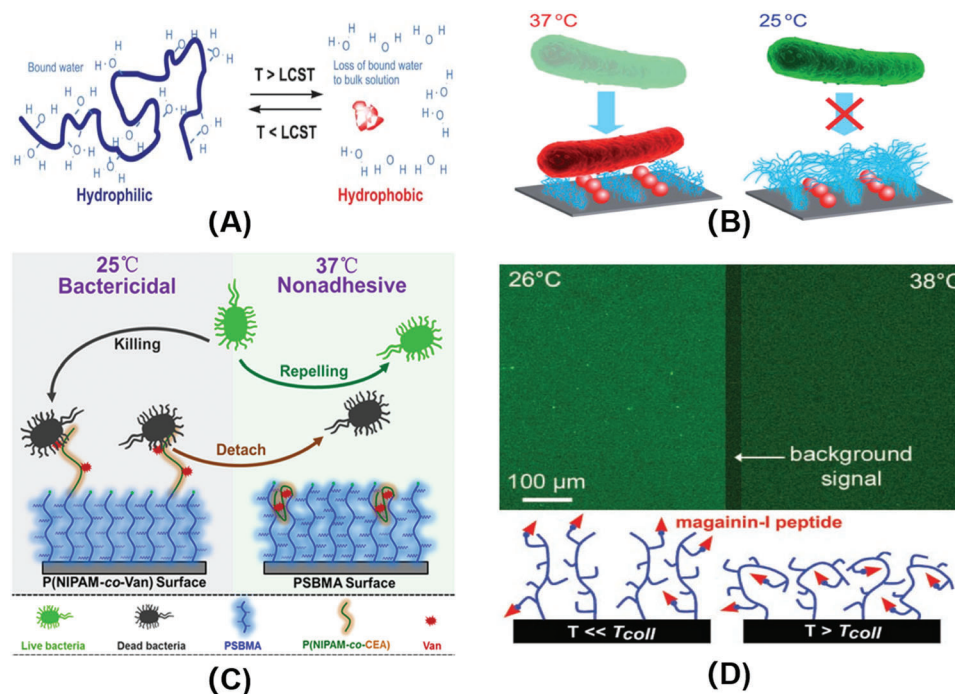 H
O
H
Bound water
Hydrophilic
T > LCST
T < LCST
Loss of bound water
to bulk solution
Hydrophobic
(A)
37°C
25°C
(B)
25℃
Bactericidal
37℃
Nonadhesive
Killing
Repelling
Detach
P(NIPAM-co-Van) Surface
PSBMA Surface
Live bacteria
Dead bacteria
PSBMA
P(NIPAM-co-CEA)
Van
(C)
26°C
38°C
100 µm
background
signal
magainin-I peptide
T << Tcoll
T > Tcoll
(D)